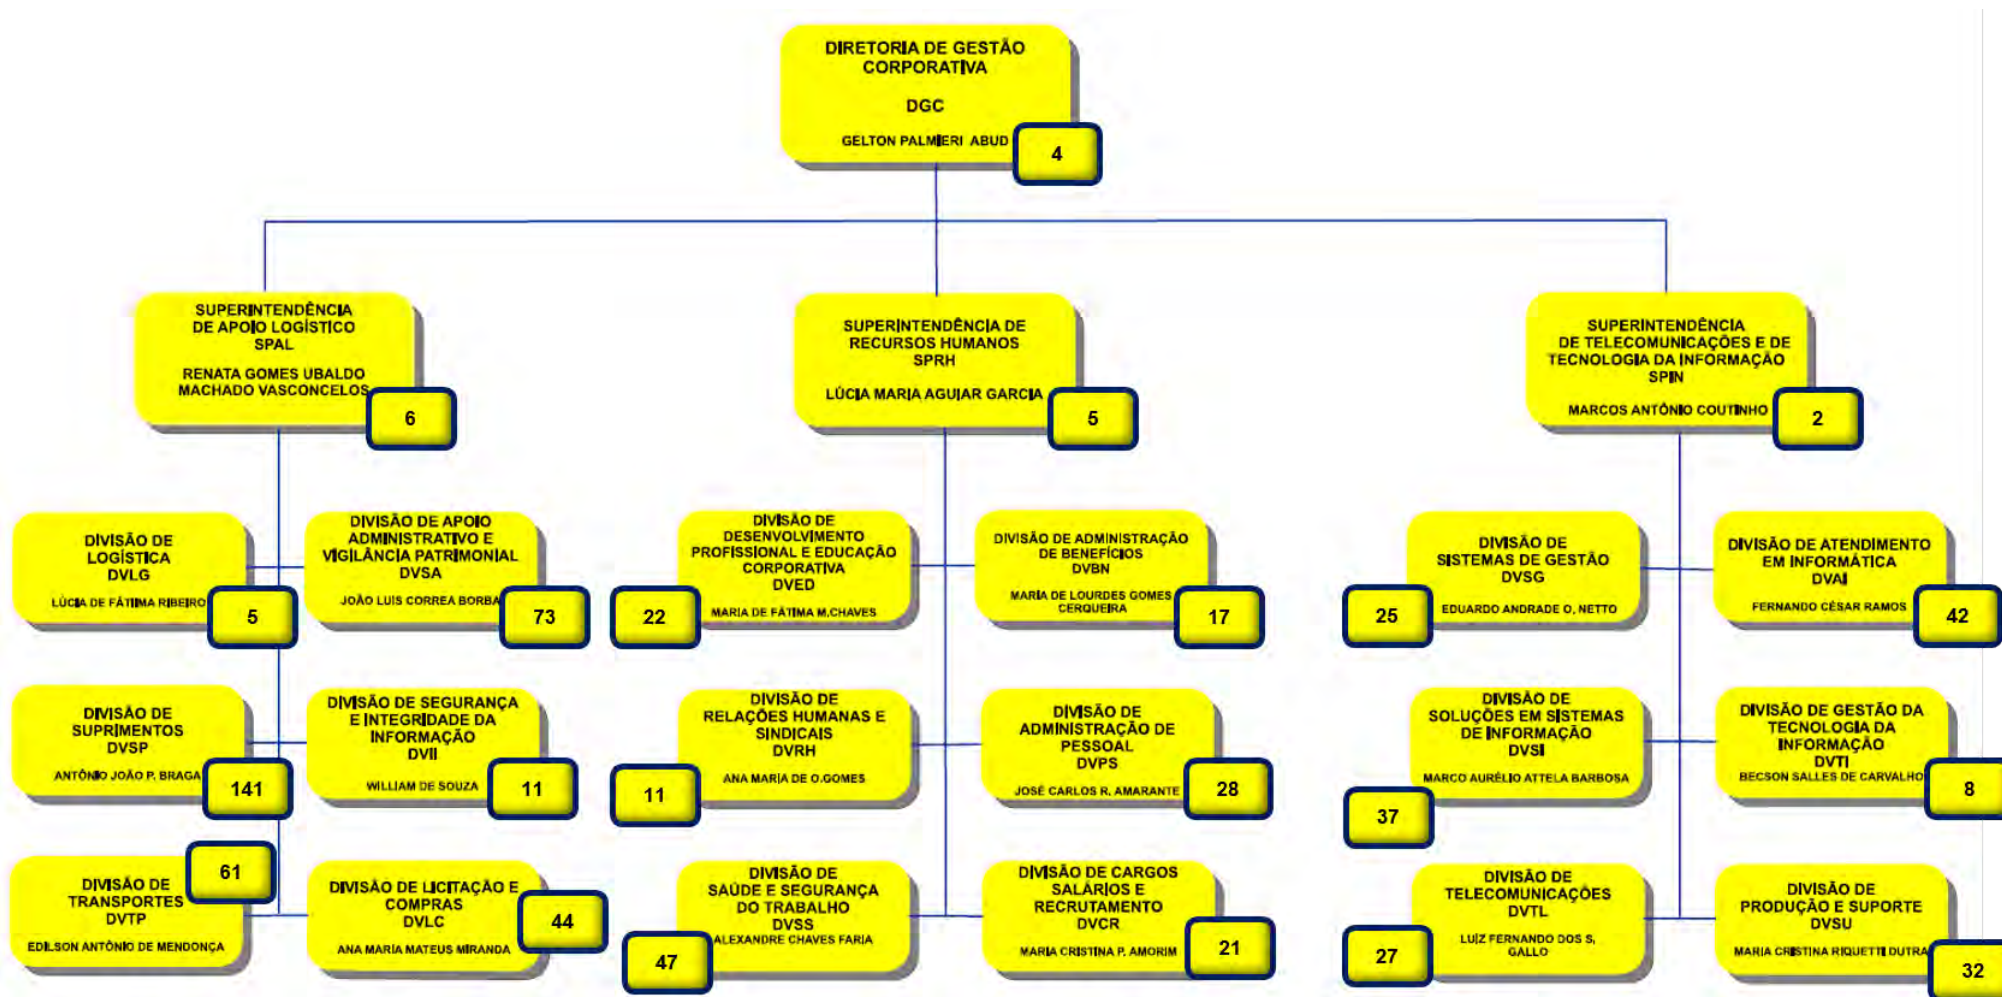 DIRETORIA DE GESTÃO
CORPORATIVA
DGC
GELTON PALMIERI ABUD
4
SUPERINTENDÊNCIA
DE APOIO LOGÍSTICO
SPAL
RENATA GOMES UBALDO
MACHADO VASCONCELOS
6
SUPERINTENDÊNCIA DE
RECURSOS HUMANOS
SPRH
LÚCIA MARIA AGUIAR GARCIA
5
SUPERINTENDÊNCIA
DE TELECOMUNICAÇÕES E DE
TECNOLOGIA DA INFORMAÇÃO
SPIN
MARCOS ANTÔNIO COUTINHO
2
DIVISÃO DE
LOGÍSTICA
DVLG
LÚCIA DE FÁTIIMA RIBEIRO
5
DIVISÃO DE APOIO
ADMINISTRATIVO E
VIGILÂNCIA PATRIMONIAL
DVSA
JOÃO LUIS CORREA BORBA
73
DIVISÃO DE
DESENVOLVIMENTO
PROFISSIONAL E EDUCAÇÃO
CORPORATIVA
DVED
MARIA DE FÁTIMA M.CHAVES
22
DIVISÃO DE ADMINISTRAÇÃO
DE BENEFÍCIOS
DVBN
MARIA DE LOURDES GOMES
CERQUEIRA
17
DIVISÃO DE
SISTEMAS DE GESTÃO
DVSG
EDUARDO ANDRADE O. NETTO
25
DIVISÃO DE ATENDIMENTO
EM INFORMÁTICA
DVAI
FERNANDO CÉSAR RAMOS
42
DIVISÃO DE
SUPRIMENTOS
DVSP
ANTÔNIO JOÃO P. BRAGA
141
DIVISÃO DE SEGURANÇA
E INTEGRIDADE DA
INFORMAÇÃO
DVII
WILLIAM DE SOUZA
11
DIVISÃO DE
RELAÇÕES HUMANAS E
SINDICAIS
DVRH
ANA MARIA DE O.GOMES
11
DIVISÃO DE
ADMINISTRAÇÃO DE
PESSOAL
DVPS
JOSÉ CARLOS R. AMARANTE
28
DIVISÃO DE
SOLUÇÕES EM SISTEMAS
DE INFORMAÇÃO
DVSI
MARCO AURÉLIO ATTELA BARBOSA
37
DIVISÃO DE GESTÃO DA
TECNOLOGIA DA
INFORMAÇÃO
DVTI
BECSON SALLES DE CARVALHO
8
DIVISÃO DE
TRANSPORTES
DVTP
EDILSON ANTÔNIO DE MENDONÇA
61
DIVISÃO DE LICITAÇÃO E
COMPRAS
DVLC
ANA MARIA MATEUS MIRANDA
44
DIVISÃO DE
SAÚDE E SEGURANÇA
DO TRABALHO
DVSS
ALEXANDRE CHAVES FARIA
47
DIVISÃO DE CARGOS
SALÁRIOS E
RECRUTAMENTO
DVCR
MARIA CRISTINA P. AMORIM
21
DIVISÃO DE
TELECOMUNICAÇÕES
DVTL
LUIZ FERNANDO DOS S.
GALLO
27
DIVISÃO DE
PRODUÇÃO E SUPORTE
DVSU
MARIA CRISTINA RIQUETTI DUTRA
32